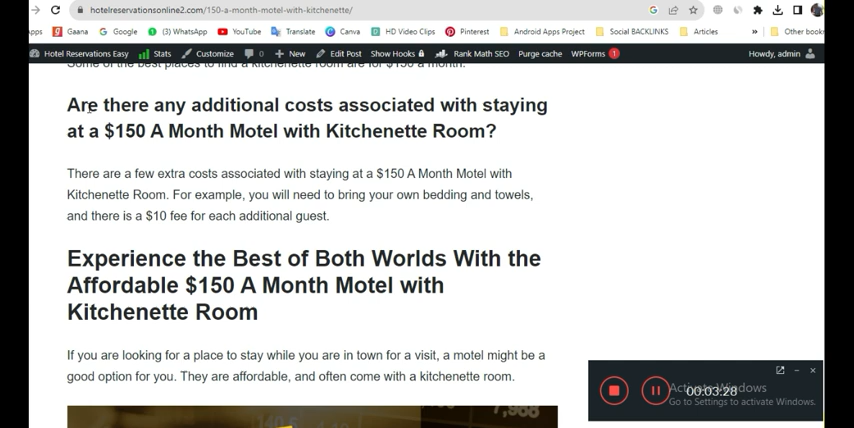 hotelreservationsonline2.com/150-a-month-motel-with-kitchenette/
pps Gaana Google (3) WhatsApp YouTube Translate Canva HD Video Clips Pinterest Android Apps Project Social BACKLINKS Articles » Other book
Hotel Reservations Easy Stats Customize 0 New Edit Post Show Hooks Rank Math SEO Purge cache WPForms 1 Howdy, admin
Some of the best places to find a kitchenette room are for $150 a month.
Are there any additional costs associated with staying
at a $150 A Month Motel with Kitchenette Room?
There are a few extra costs associated with staying at a $150 A Month Motel with
Kitchenette Room. For example, you will need to bring your own bedding and towels,
and there is a $10 fee for each additional guest.
Experience the Best of Both Worlds With the
Affordable $150 A Month Motel with
Kitchenette Room
If you are looking for a place to stay while you are in town for a visit, a motel might be a
good option for you. They are affordable, and often come with a kitchenette room.
Activate Windows
00:03:28
Go to Settings to activate Windows.
7,988